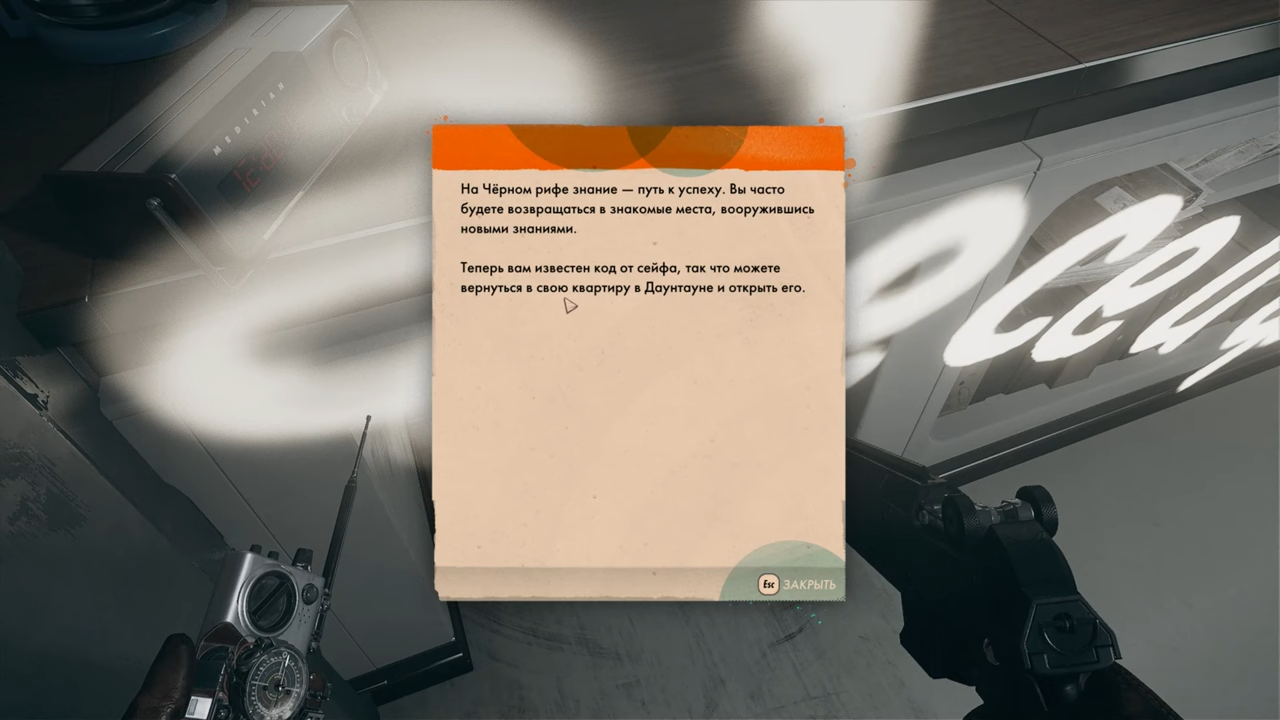 MERIDIAN
На Чёрном рифе знание — путь к успеху. Вы часто
будете возвращаться в знакомые места, вооружившись
новыми знаниями.
Теперь вам известен код от сейфа, так что можете
вернуться в свою квартиру в Даунтауне и открыть его.
Esc ЗАКРЫТЬ